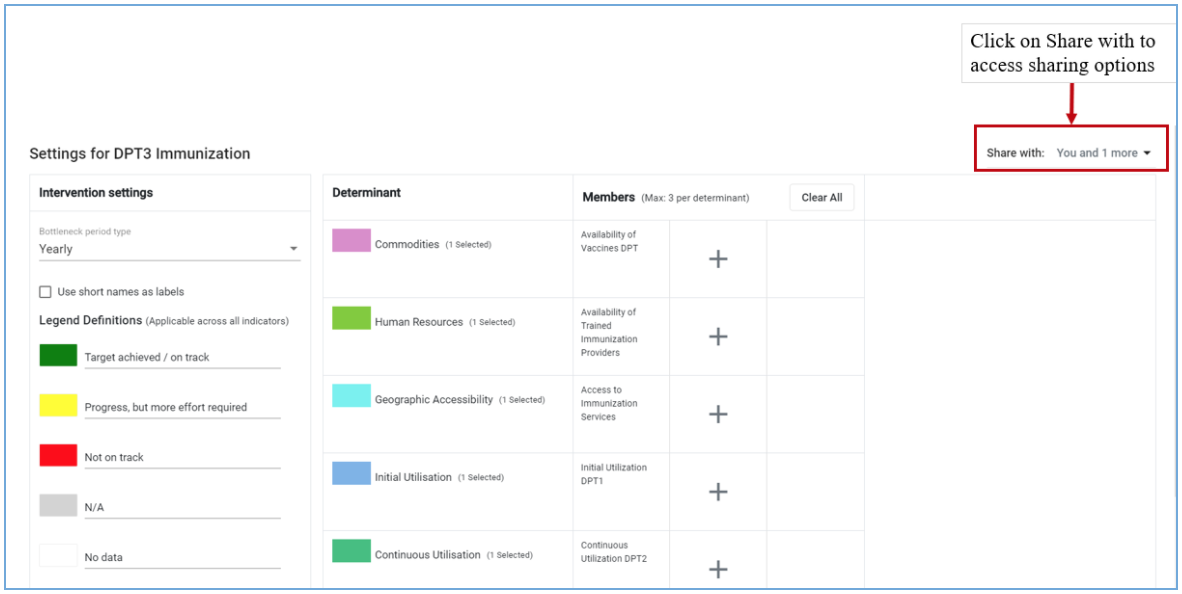 Click on Share with to
access sharing options
Settings for DPT3 Immunization
Share with: You and 1 more
Intervention settings
Bottleneck period type
Yearly
Use short names as labels
Legend Definitions (Applicable across all indicators)
Target achieved / on track
Progress, but more effort required
Not on track
N/A
No data
Determinant
Members (Max: 3 per determinant)
Clear All
Commodities (1 Selected)
Availability of
Vaccines DPT
Human Resources (1 Selected)
Availability of
Trained
Immunization
Providers
Geographic Accessibility (1 Selected)
Access to
Immunization
Services
Initial Utilisation (1 Selected)
Initial Utilization
DPT1
Continuous Utilisation (1 Selected)
Continuous
Utilization DPT2